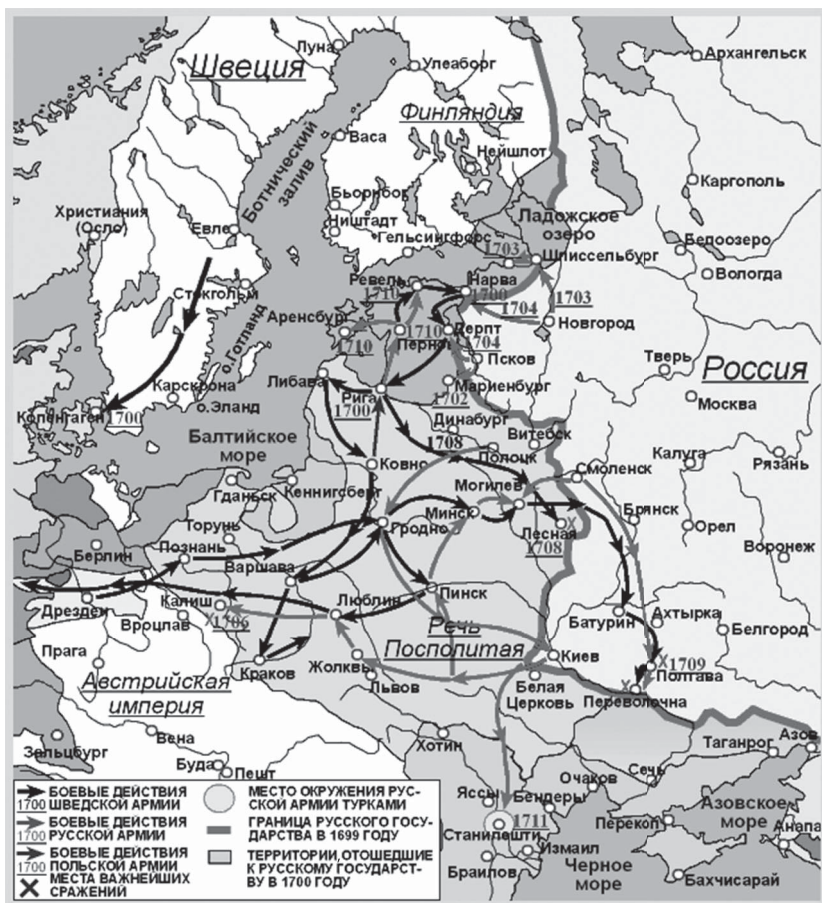 Швеция
Луна
Улеаборг
Архангельск
Финляндия
Васа
Нейшлот
Ботнический
залив
Каргополь
Бьорнборг
Ништадт
Христиания
(Осло)
Евле
Ладожское
озеро
Гельсингфорс
1703
Шлиссельбург
Белоозеро
Вологда
Ревель
1710
Нарва
1700
1703
1704
Стокгольм
Новгород
Аренсбург
1710
1710
Перно
Дерпт
1704
Псков
о.Готланд
Тверь
Россия
Либава
Карскрона
о.Эланд
Мариенбург
1702
Рига
1700
Москва
Копенгаген
1700
Динабург
1708
Витебск
Балтийское
море
Полоцк
Калуга
Рязань
Ковно
Смоленск
Могилев
Гданьск
Кеннигсберг
Минск
Брянск
Торунь
Гродно
Лесная
1708
Орел
Берлин
Познань
Воронеж
Варшава
Дрезден
Калиш
1706
Люблин
Пинск
Вроцлав
Батурин
Ахтырка
Белгород
Речь
Посполитая
Прага
Жолквы
Киев
1709
Полтава
Краков
Львов
Белая
Церковь
Переволочна
Австрийская
империя
Вена
Зальцбург
Хотин
Таганрог
Азов
Буда
Пешт
Сечь
Очаков
Яссы
Бендеры
Азовское
море
1711
Перекоп
Анапа
Станилешти
Измаил
Черное
море
Браилов
Бахчисарай
1700
БОЕВЫЕ ДЕЙСТВИЯ
ШВЕДСКОЙ АРМИИ
1700
БОЕВЫЕ ДЕЙСТВИЯ
РУССКОЙ АРМИИ
1700
БОЕВЫЕ ДЕЙСТВИЯ
ПОЛЬСКОЙ АРМИИ
МЕСТА ВАЖНЕЙШИХ
СРАЖЕНИЙ
МЕСТО ОКРУЖЕНИЯ РУС-
СКОЙ АРМИИ ТУРКАМИ
ГРАНИЦА РУССКОГО ГОСУ-
ДАРСТВА В 1699 ГОДУ
ТЕРРИТОРИИ, ОТОШЕДШИЕ
К РУССКОМУ ГОСУДАРСТ-
ВУ В 1700 ГОДУ